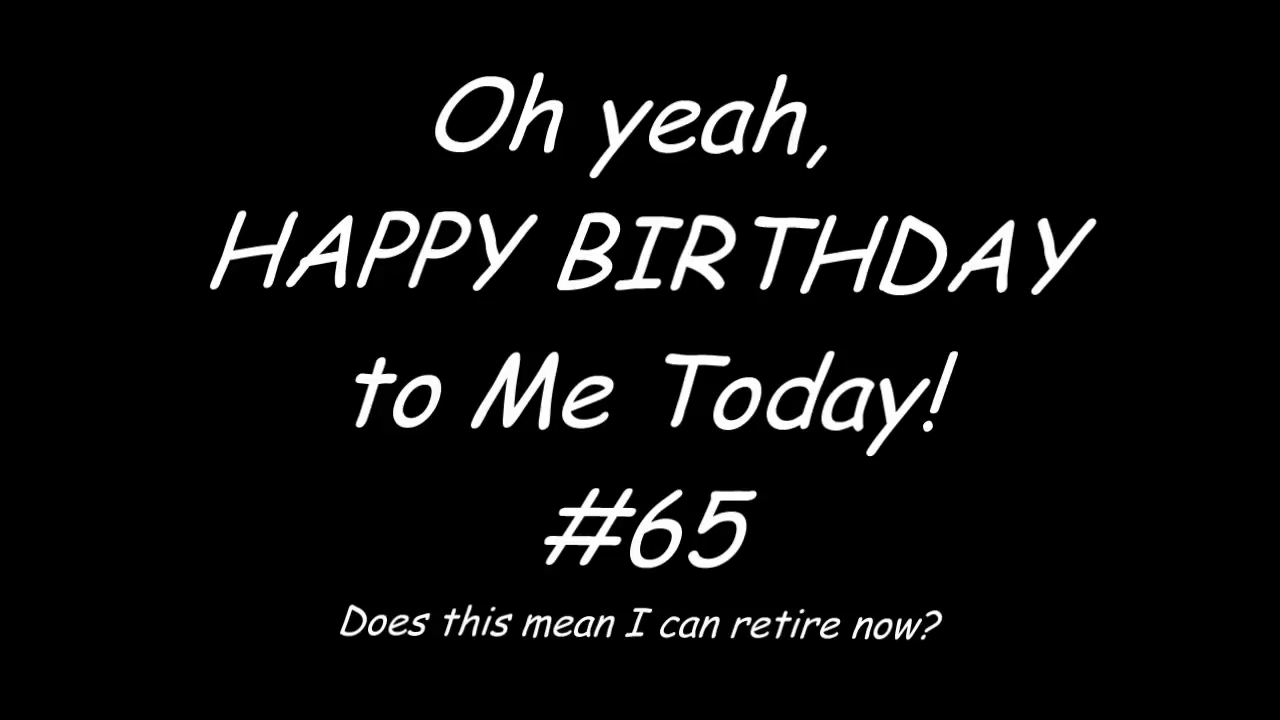 Oh yeah,
HAPPY BIRTHDAY
to Me Today!
#65
Does this mean I can retire now?